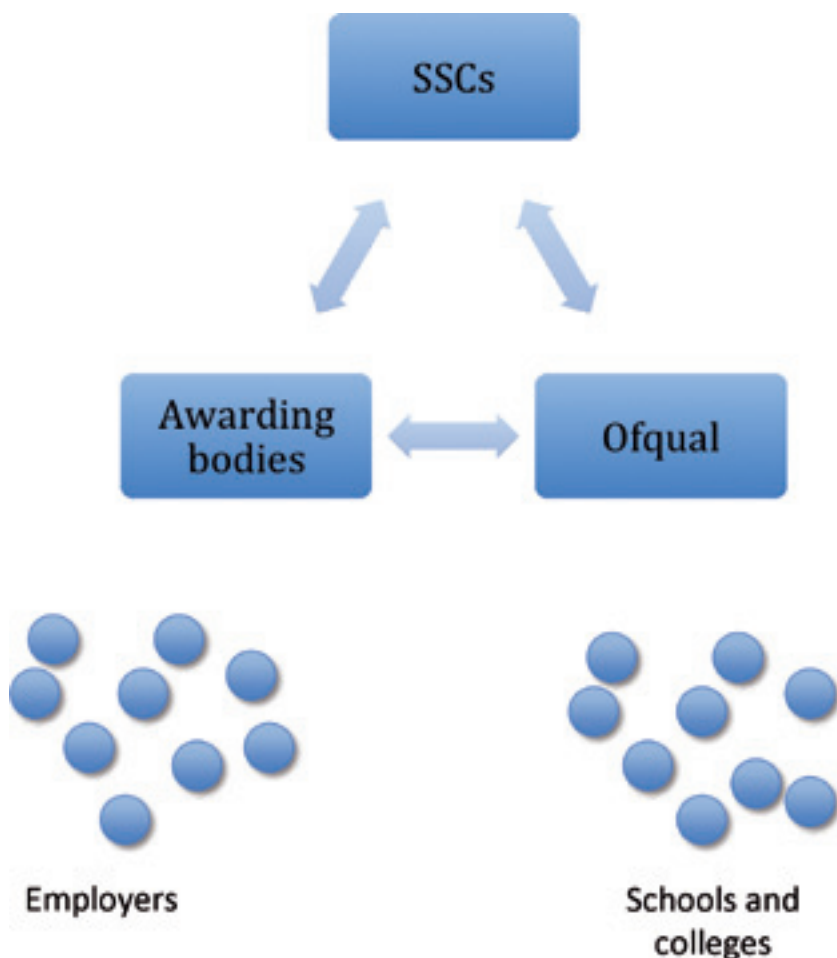 SSCs
Awarding
bodies
Ofqual
Employers
Schools and
colleges